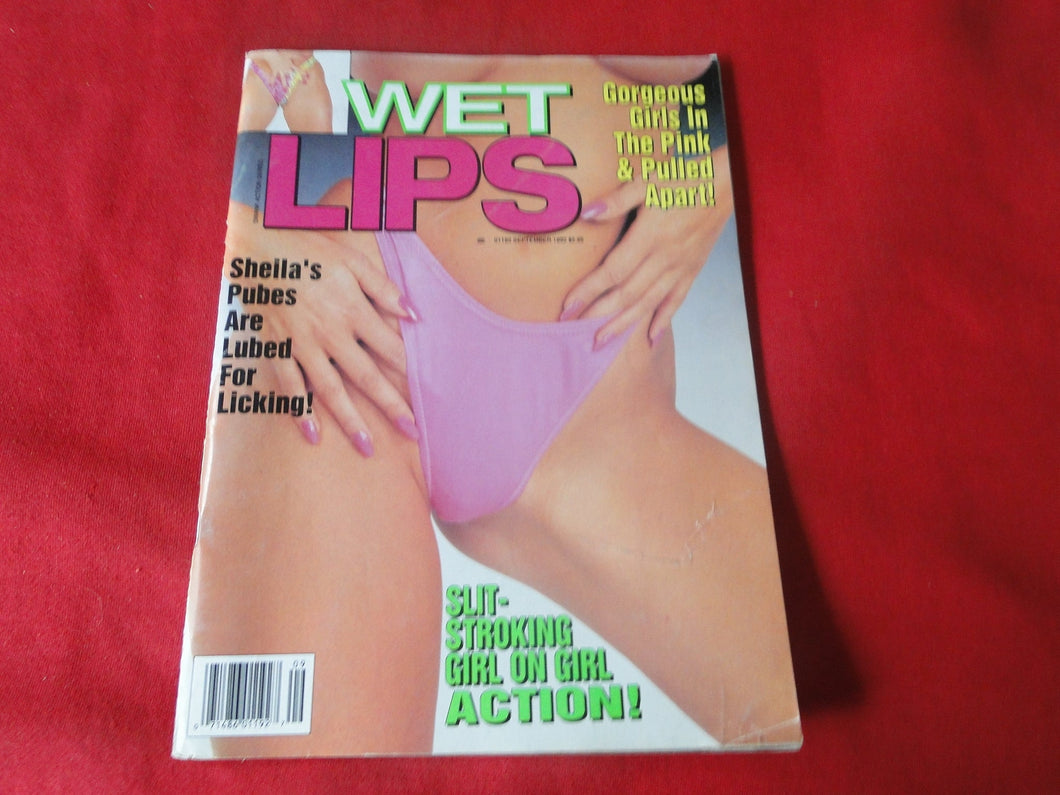 WET
LIPS
Gorgeous
Girls In
The Pink
& Pulled
Apart!
Sheila's
Pubes
Are
Lubed
For
Licking!
SLIT-
STROKING
GIRL ON GIRL
ACTION!
09